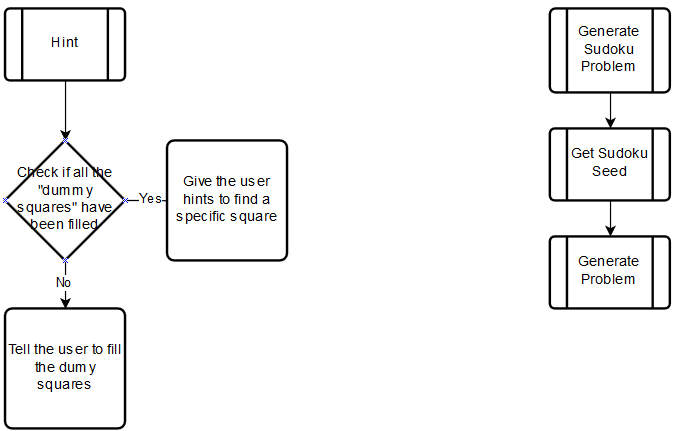 Hint
Check if all the
"dummy
squares" have
been filled
Yes
Give the user
hints to find a
specific square
No
Tell the user to fill
the dumy
squares
Generate
Sudoku
Problem
Get Sudoku
Seed
Generate
Problem